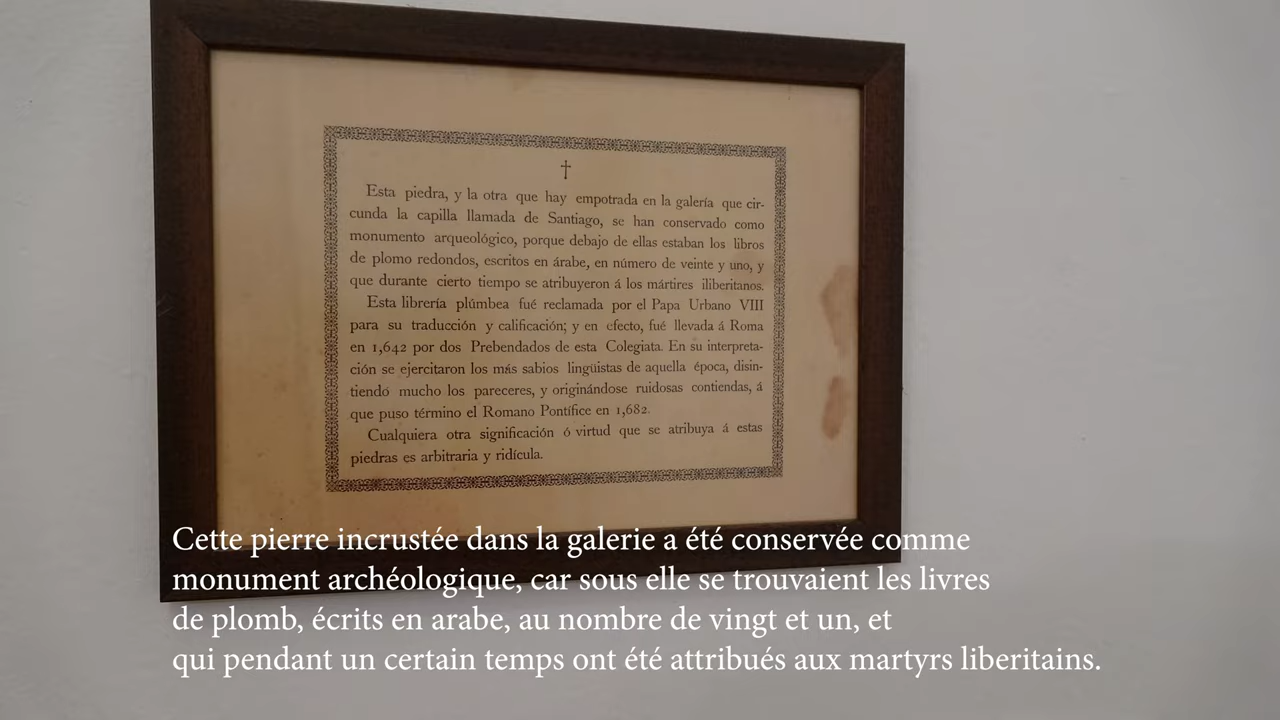 †
Esta piedra, y la otra que hay empotrada en la galería que cir-
cunda la capilla llamada de Santiago, se han conservado como
monumento arqueológico, porque debajo de ellas estaban los libros
de plomo redondos, escritos en árabe, en número de veinte y uno, y
que durante cierto tiempo se atribuyeron á los mártires iliberitanos.
Esta librería plúmbea fué reclamada por el Papa Urbano VIII
para su traducción y calificación; y en efecto, fué llevada á Roma
en 1,642 por dos Prebendados de esta Colegiata. En su interpreta-
ción se ejercitaron los más sabios lingüistas de aquella época, disin-
tiendo mucho los pareceres, y originándose ruidosas contiendas, á
que puso término el Romano Pontífice en 1,682.
Cualquiera otra significación ó virtud que se atribuya á estas
piedras es arbitraria y ridícula.
Cette pierre incrustée dans la galerie a été conservée comme
monument archéologique, car sous elle se trouvaient les livres
de plomb, écrits en arabe, au nombre de vingt et un, et
qui pendant un certain temps ont été attribués aux martyrs liberitains.